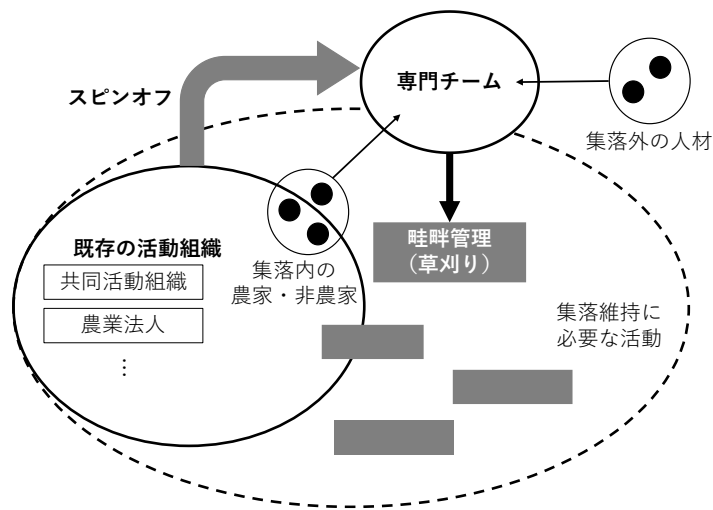 スピンオフ
専門チーム
集落外の人材
既存の活動組織
共同活動組織
農業法人
⋮
集落内の
農家・非農家
畦畔管理
（草刈り）
集落維持に
必要な活動